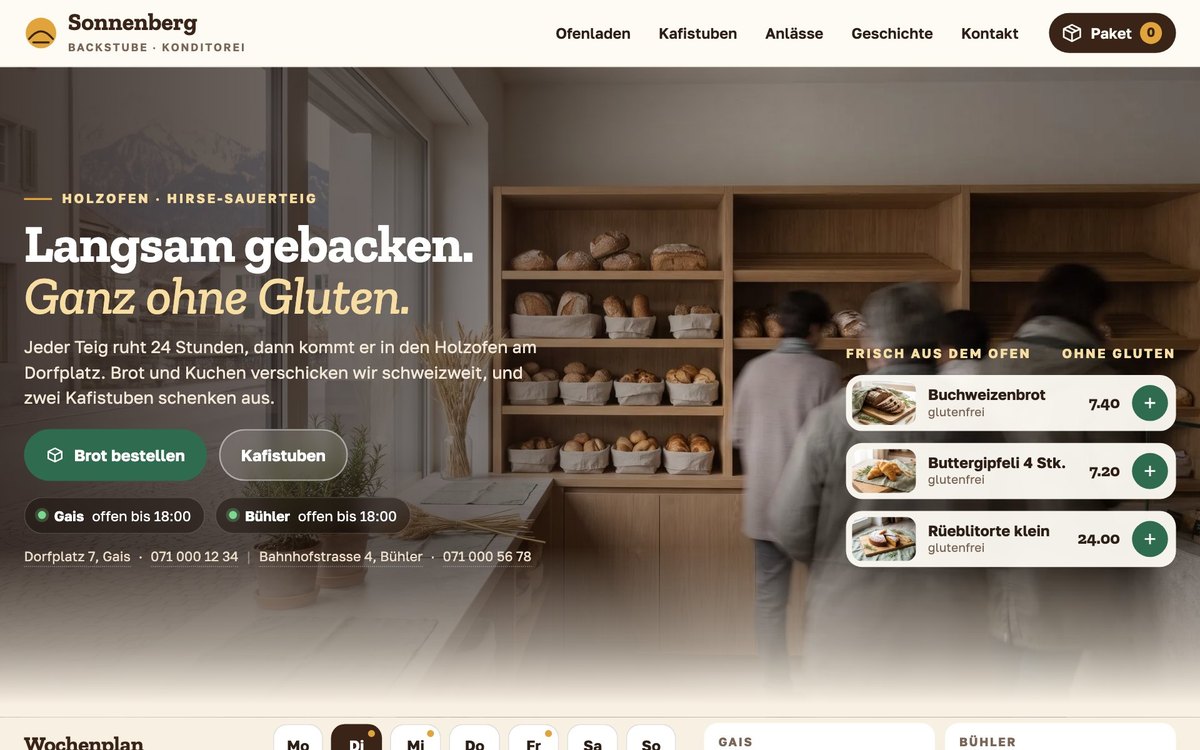 Sonnenberg
BACKSTUBE · KONDITOREI
Ofenladen
Kafistuben
Anlässe
Geschichte
Kontakt
Paket 0
HOLZOFEN · HIRSE-SAUERTEIG
Langsam gebacken.
Ganz ohne Gluten.
Jeder Teig ruht 24 Stunden, dann kommt er in den Holzofen am
Dorfplatz. Brot und Kuchen verschicken wir schweizweit, und
zwei Kafistuben schenken aus.
Brot bestellen
Kafistuben
Gais offen bis 18:00
Bühler offen bis 18:00
Dorfplatz 7, Gais · 071 000 12 34 | Bahnhofstrasse 4, Bühler · 071 000 56 78
FRISCH AUS DEM OFEN
OHNE GLUTEN
Buchweizenbrot
glutenfrei
7.40
+
Buttergipfeli 4 Stk.
glutenfrei
7.20
+
Rüeblitorte klein
glutenfrei
24.00
+
Wochenplan
Mo
Di
Mi
Do
Fr
Sa
So
GAIS
BÜHLER